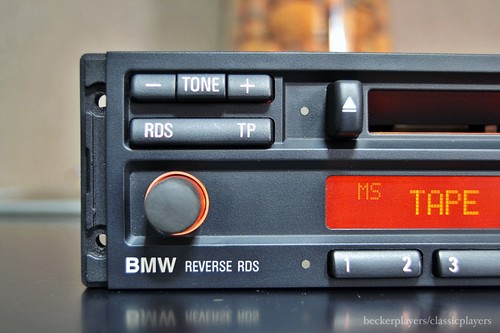 − TONE +
RDS TP
MS TAPE
BMW REVERSE RDS
1 2 3
beckerplayers/classicplayers